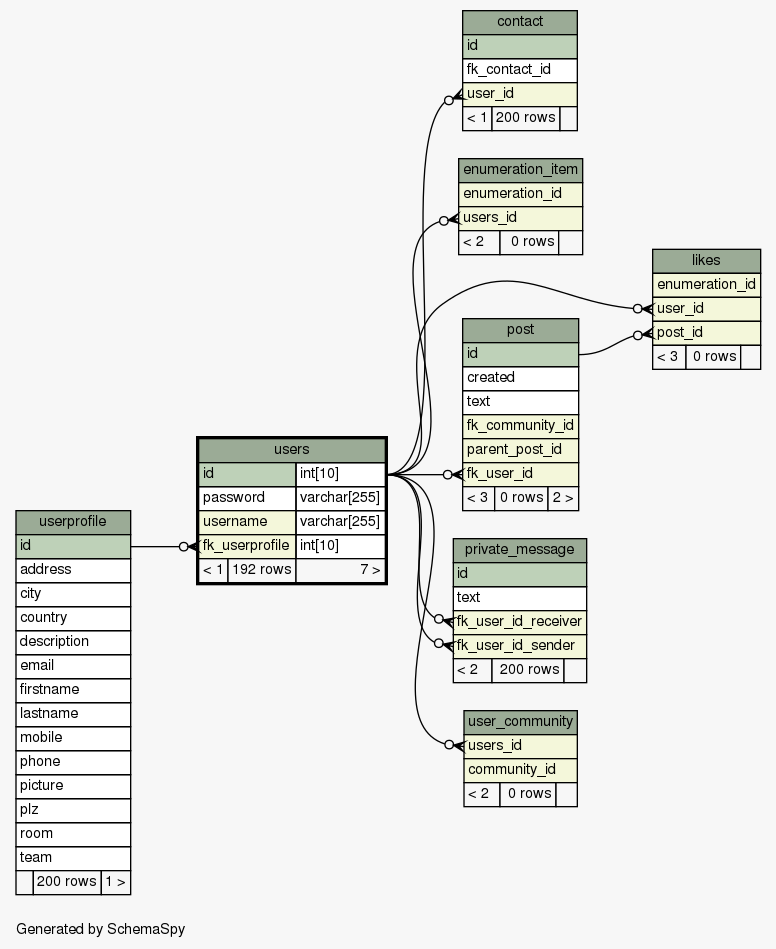 contact
id
fk_contact_id
user_id
< 1 200 rows
enumeration_item
enumeration_id
users_id
< 2 0 rows
likes
enumeration_id
user_id
post_id
< 3 0 rows
post
id
created
text
fk_community_id
parent_post_id
fk_user_id
< 3 0 rows 2 >
users
id int[10]
password varchar[255]
username varchar[255]
fk_userprofile int[10]
< 1 192 rows 7 >
userprofile
id
address
city
country
description
email
firstname
lastname
mobile
phone
picture
plz
room
team
200 rows 1 >
private_message
id
text
fk_user_id_receiver
fk_user_id_sender
< 2 200 rows
user_community
users_id
community_id
< 2 0 rows
Generated by SchemaSpy